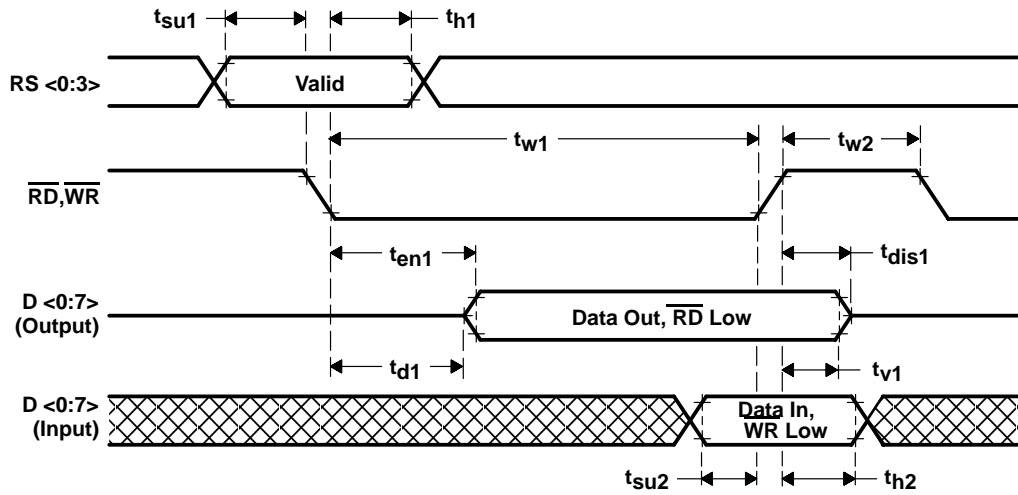 tsu1
th1
RS <0:3>
Valid
tw1
tw2
RD,WR
ten1
tdis1
D <0:7>
(Output)
Data Out, RD Low
td1
tv1
D <0:7>
(Input)
Data In,
WR Low
tsu2
th2